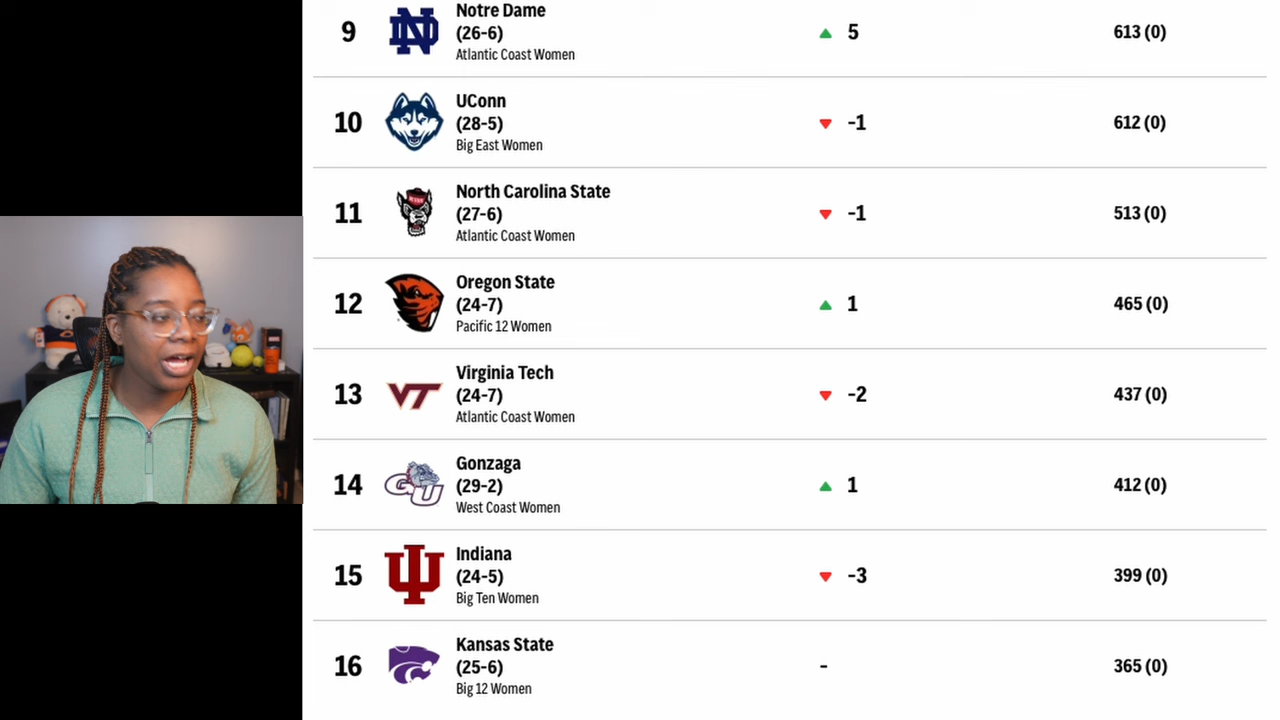 9
Notre Dame
(26-6)
Atlantic Coast Women
5
613 (0)
10
UConn
(28-5)
Big East Women
-1
612 (0)
11
North Carolina State
(27-6)
Atlantic Coast Women
-1
513 (0)
12
Oregon State
(24-7)
Pacific 12 Women
1
465 (0)
13
VT
Virginia Tech
(24-7)
Atlantic Coast Women
-2
437 (0)
14
GU
Gonzaga
(29-2)
West Coast Women
1
412 (0)
15
Indiana
(24-5)
Big Ten Women
-3
399 (0)
16
Kansas State
(25-6)
Big 12 Women
-
365 (0)